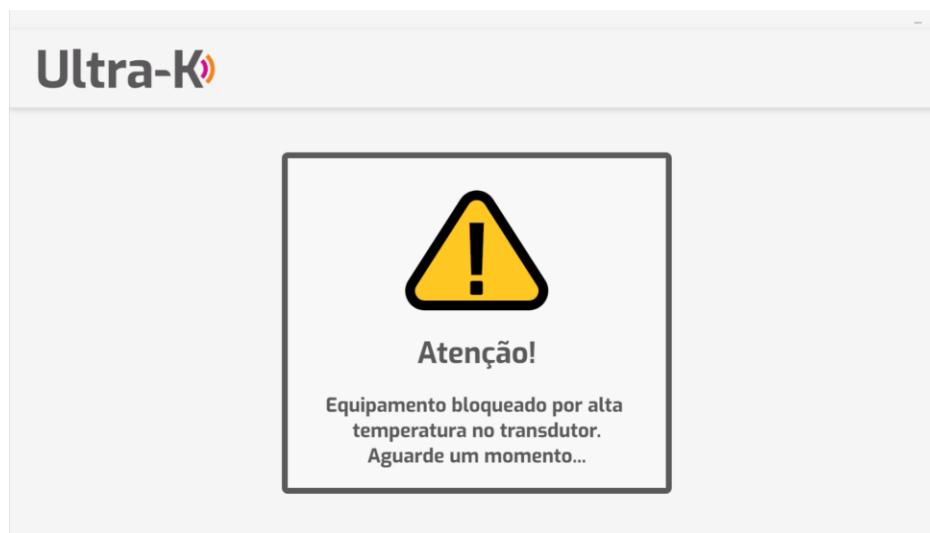 Ultra-K
Atenção!
Equipamento bloqueado por alta
temperatura no transdutor.
Aguarde um momento...